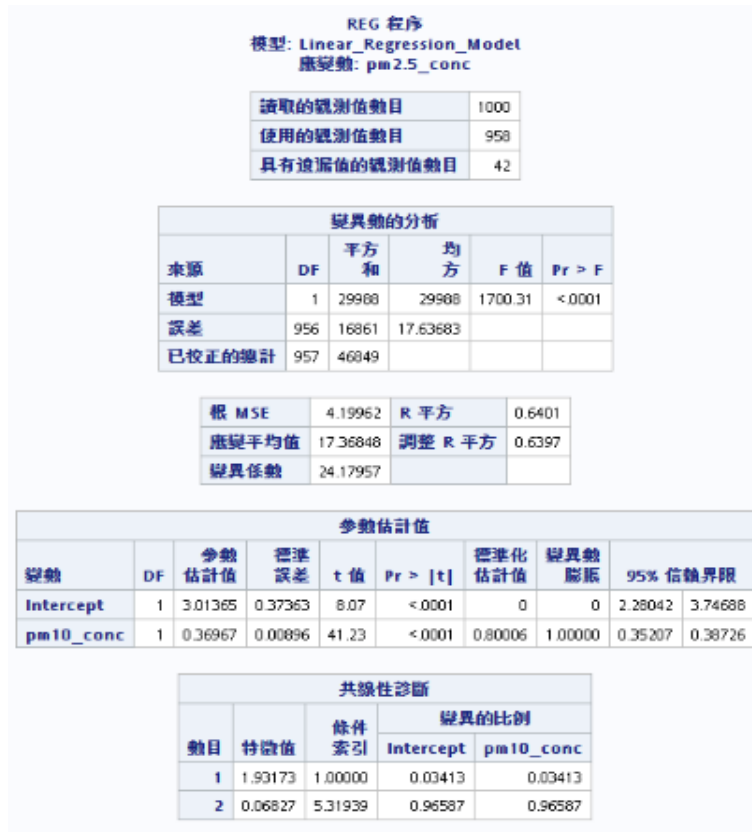 REG 程序
模型: Linear_Regression_Model
應變數: pm2.5_conc
讀取的觀測值數目 1000
使用的觀測值數目 958
具有遺漏值的觀測值數目 42
變異數的分析
來源 DF 平方和 均方 F 值 Pr > F
模型 1 29988 29988 1700.31 <.0001
誤差 956 16861 17.63683
已校正的總計 957 46849
根 MSE 4.19962 R 平方 0.6401
應變平均值 17.36848 調整 R 平方 0.6397
變異係數 24.17957
參數估計值
變數 DF 參數估計值 標準誤差 t 值 Pr > |t| 標準化估計值 變異數膨脹 95% 信賴界限
Intercept 1 3.01365 0.37363 8.07 <.0001 0 0 2.28042 3.74688
pm10_conc 1 0.36967 0.00896 41.23 <.0001 0.80006 1.00000 0.35207 0.38726
共線性診斷
數目 特徵值 條件索引 變異的比例
Intercept pm10_conc
1 1.93173 1.00000 0.03413 0.03413
2 0.06827 5.31939 0.96587 0.96587